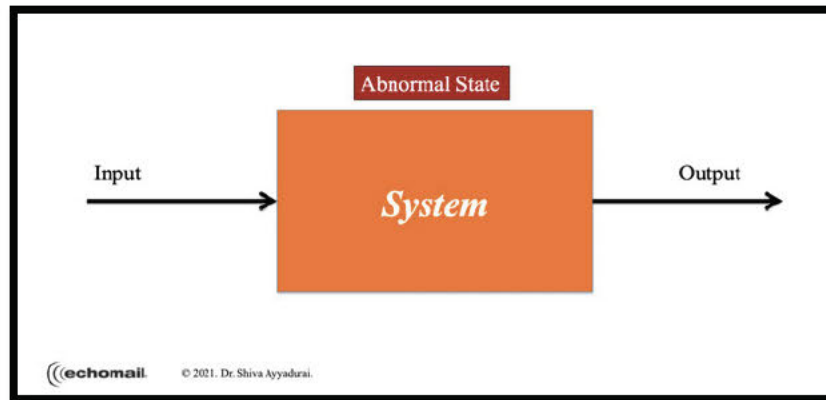 Abnormal State
Input
System
Output
echomail
© 2021. Dr. Shiva Ayyadurai.